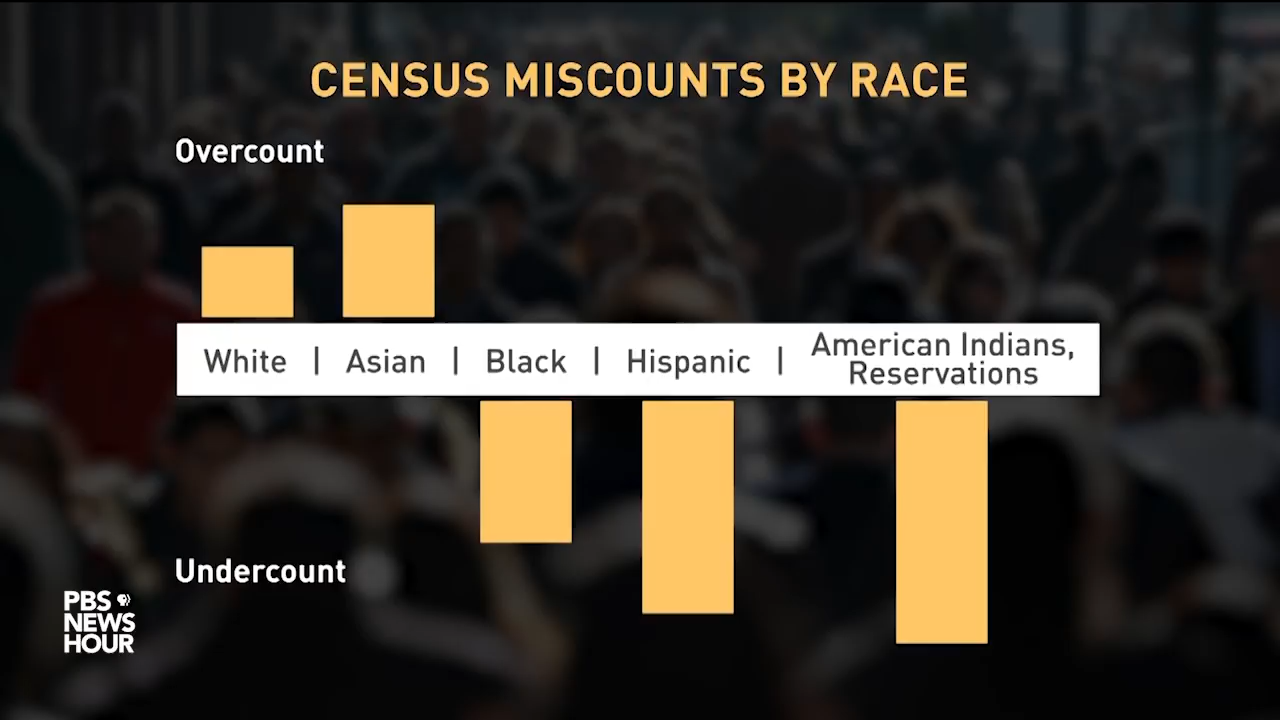 CENSUS MISCOUNTS BY RACE
Overcount
White | Asian | Black | Hispanic | American Indians,
Reservations
Undercount
PBS
NEWS
HOUR